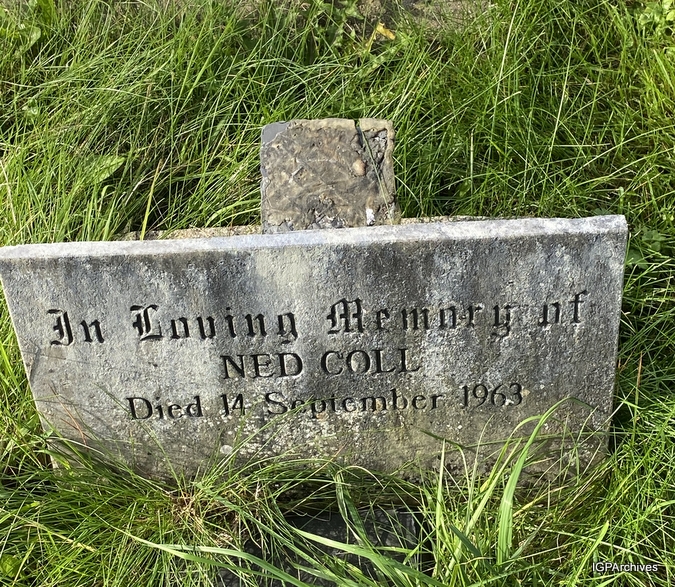 In Loving Memory of
NED COLL
Died 14 September 1963
IGPArchives